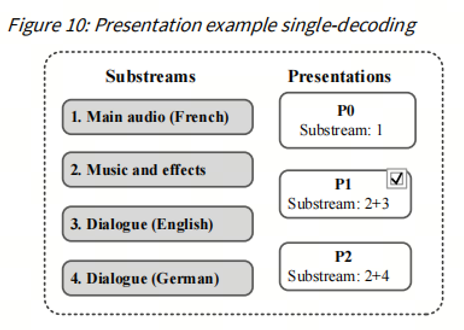 Figure 10: Presentation example single-decoding
Substreams
1. Main audio (French)
2. Music and effects
3. Dialogue (English)
4. Dialogue (German)
Presentations
P0
Substream: 1
P1
Substream: 2+3
P2
Substream: 2+4